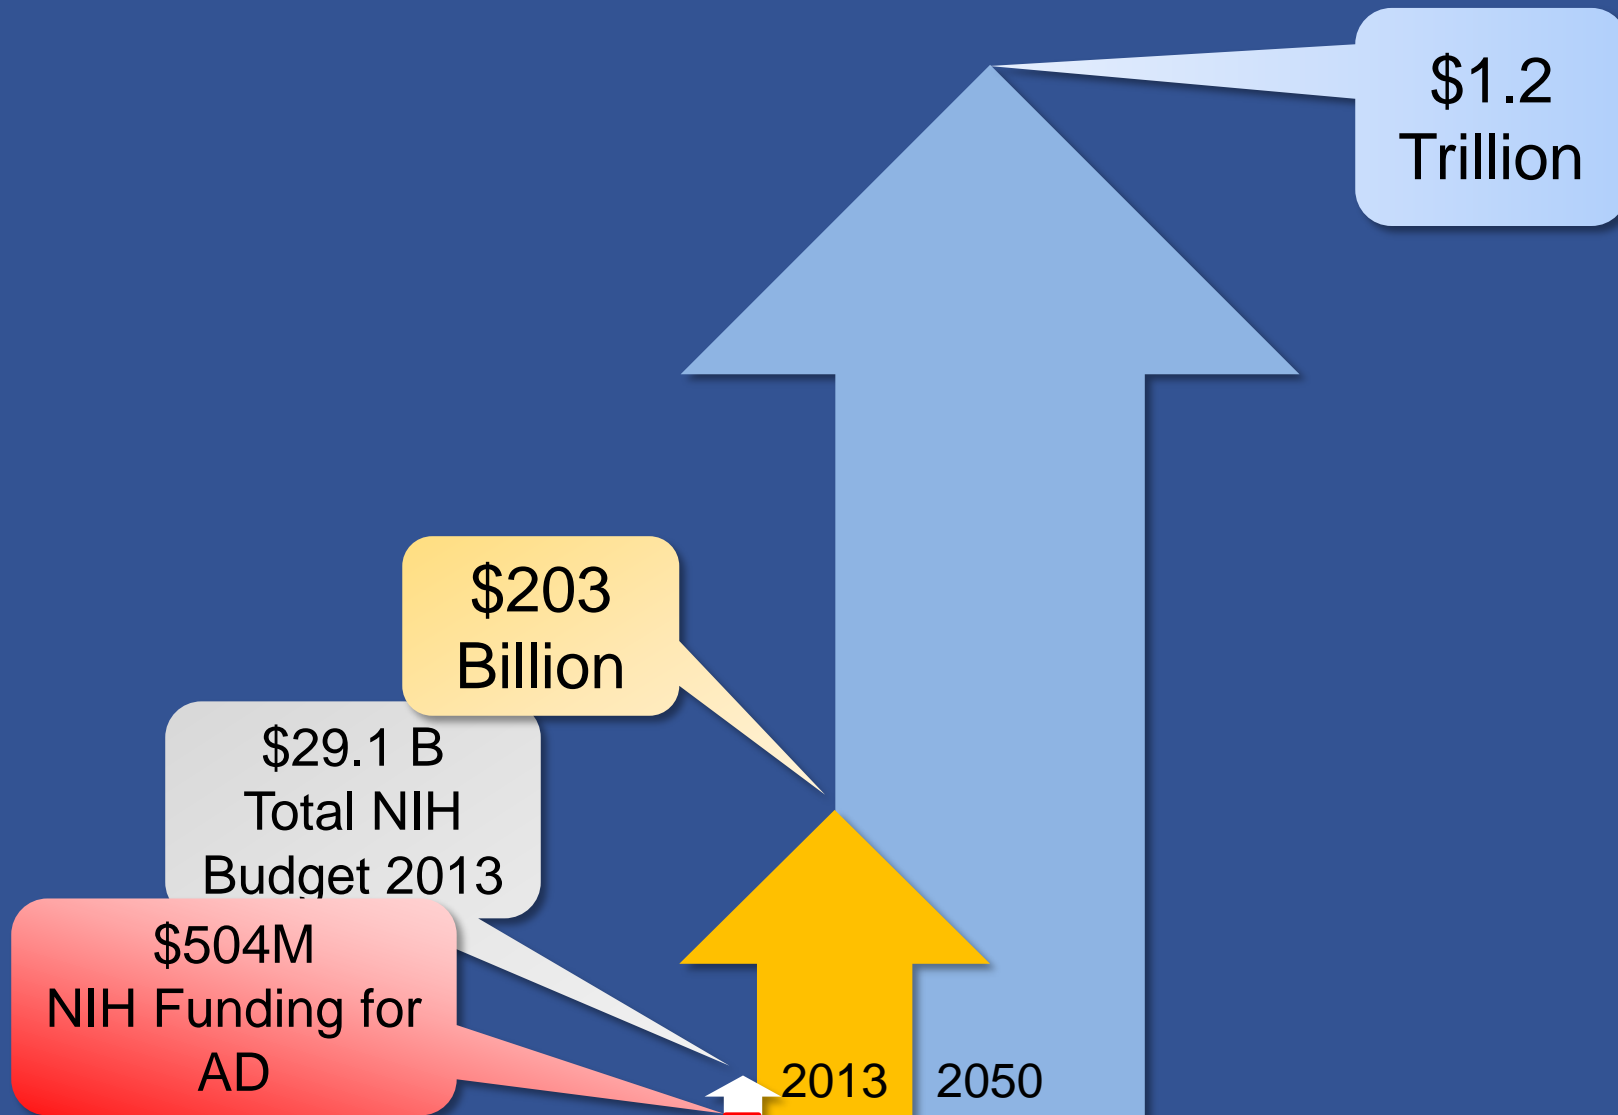 $1.2
Trillion
$203
Billion
$29.1 B
Total NIH
Budget 2013
$504M
NIH Funding for
AD
2013
2050